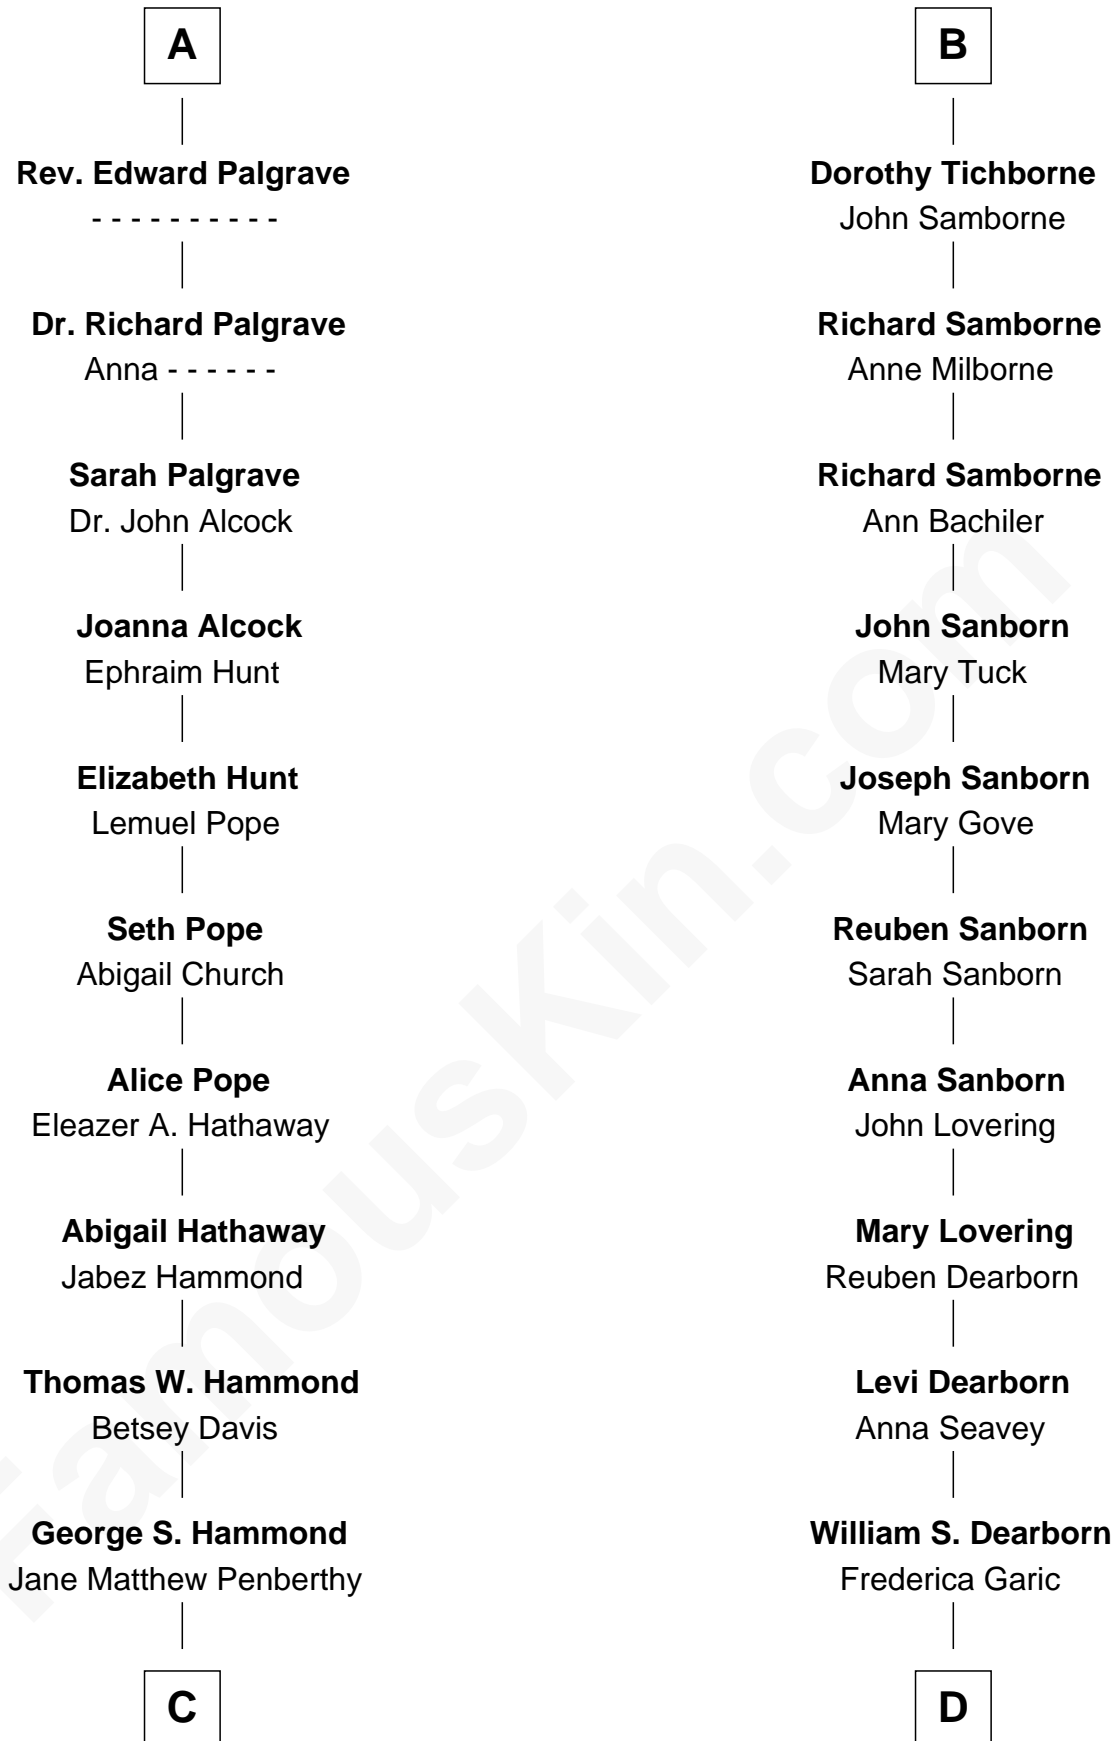 A
Rev. Edward Palgrave
- - - - - - - - - -
Dr. Richard Palgrave
Anna - - - - - -
Sarah Palgrave
Dr. John Alcock
Joanna Alcock
Ephraim Hunt
Elizabeth Hunt
Lemuel Pope
Seth Pope
Abigail Church
Alice Pope
Eleazer A. Hathaway
Abigail Hathaway
Jabez Hammond
Thomas W. Hammond
Betsey Davis
George S. Hammond
Jane Matthew Penberthy
C
B
Dorothy Tichborne
John Samborne
Richard Samborne
Anne Milborne
Richard Samborne
Ann Bachiler
John Sanborn
Mary Tuck
Joseph Sanborn
Mary Gove
Reuben Sanborn
Sarah Sanborn
Anna Sanborn
John Lovering
Mary Lovering
Reuben Dearborn
Levi Dearborn
Anna Seavey
William S. Dearborn
Frederica Garic
D
FamousKin.com